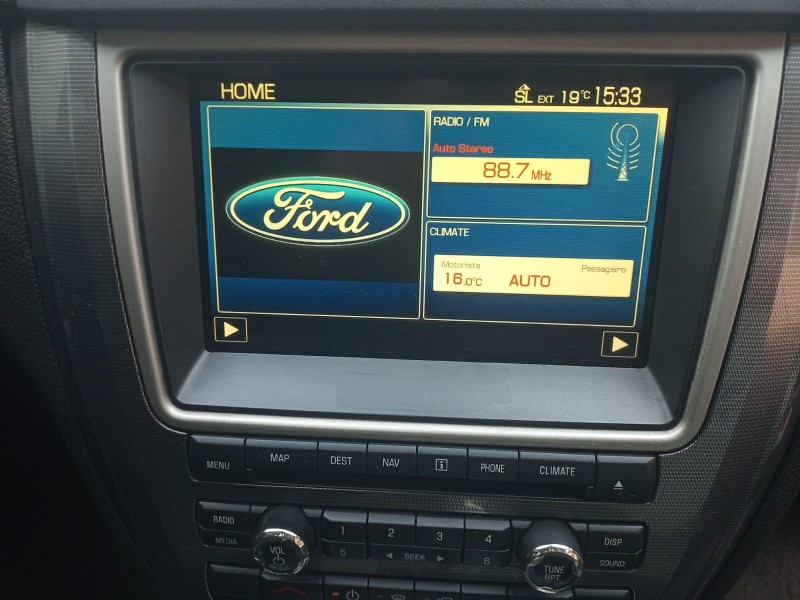 HOME
SL EXT 19°C 15:33
RADIO / FM
Auto Stereo
88.7 MHz
Ford
CLIMATE
Motorista Passageiro
16.0°C AUTO
MENU MAP DEST NAV i PHONE CLIMATE
RADIO 1 2 3 4 DISP
MEDIA 5 SEEK 6 SOUND
VOL
TUNE
RPT